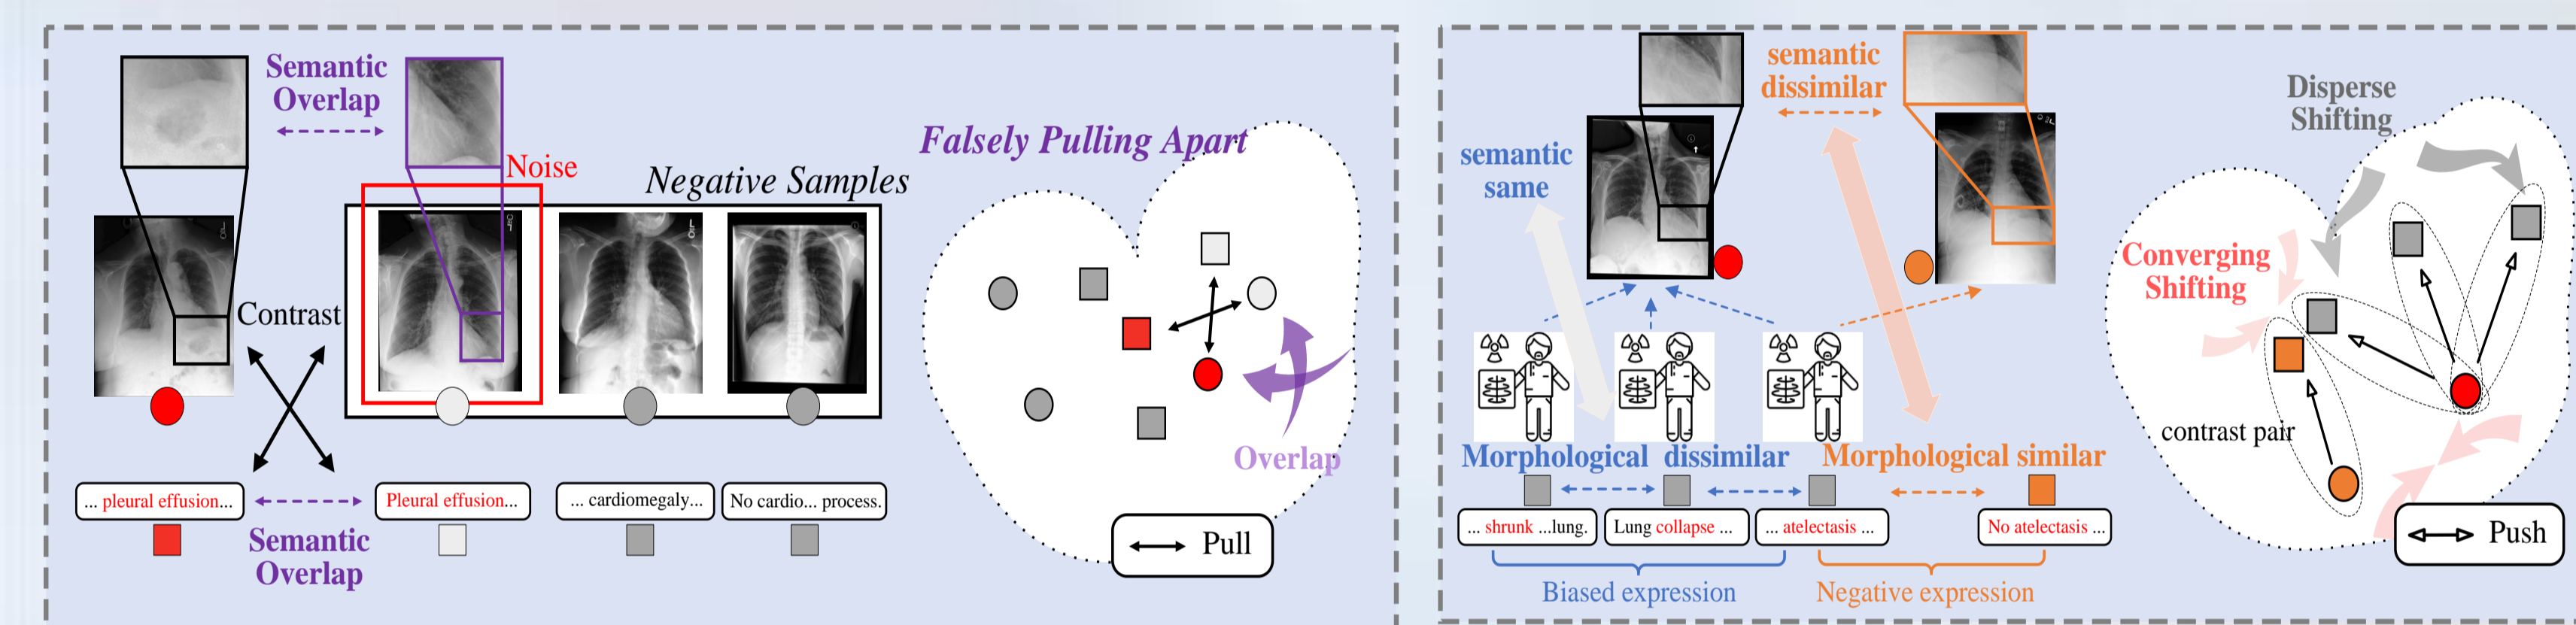 Semantic
Overlap
Noise
Negative Samples
Contrast
... pleural effusion...
Pleural effusion...
... cardiomegaly...
No cardio... process.
Semantic
Overlap
Falsely Pulling Apart
Overlap
Pull
semantic
same
semantic
dissimilar
Morphological dissimilar
Morphological similar
... shrunk ...lung.
Lung collapse ...
... atelectasis ...
No atelectasis ...
Biased expression
Negative expression
Disperse
Shifting
Converging
Shifting
contrast pair
Push